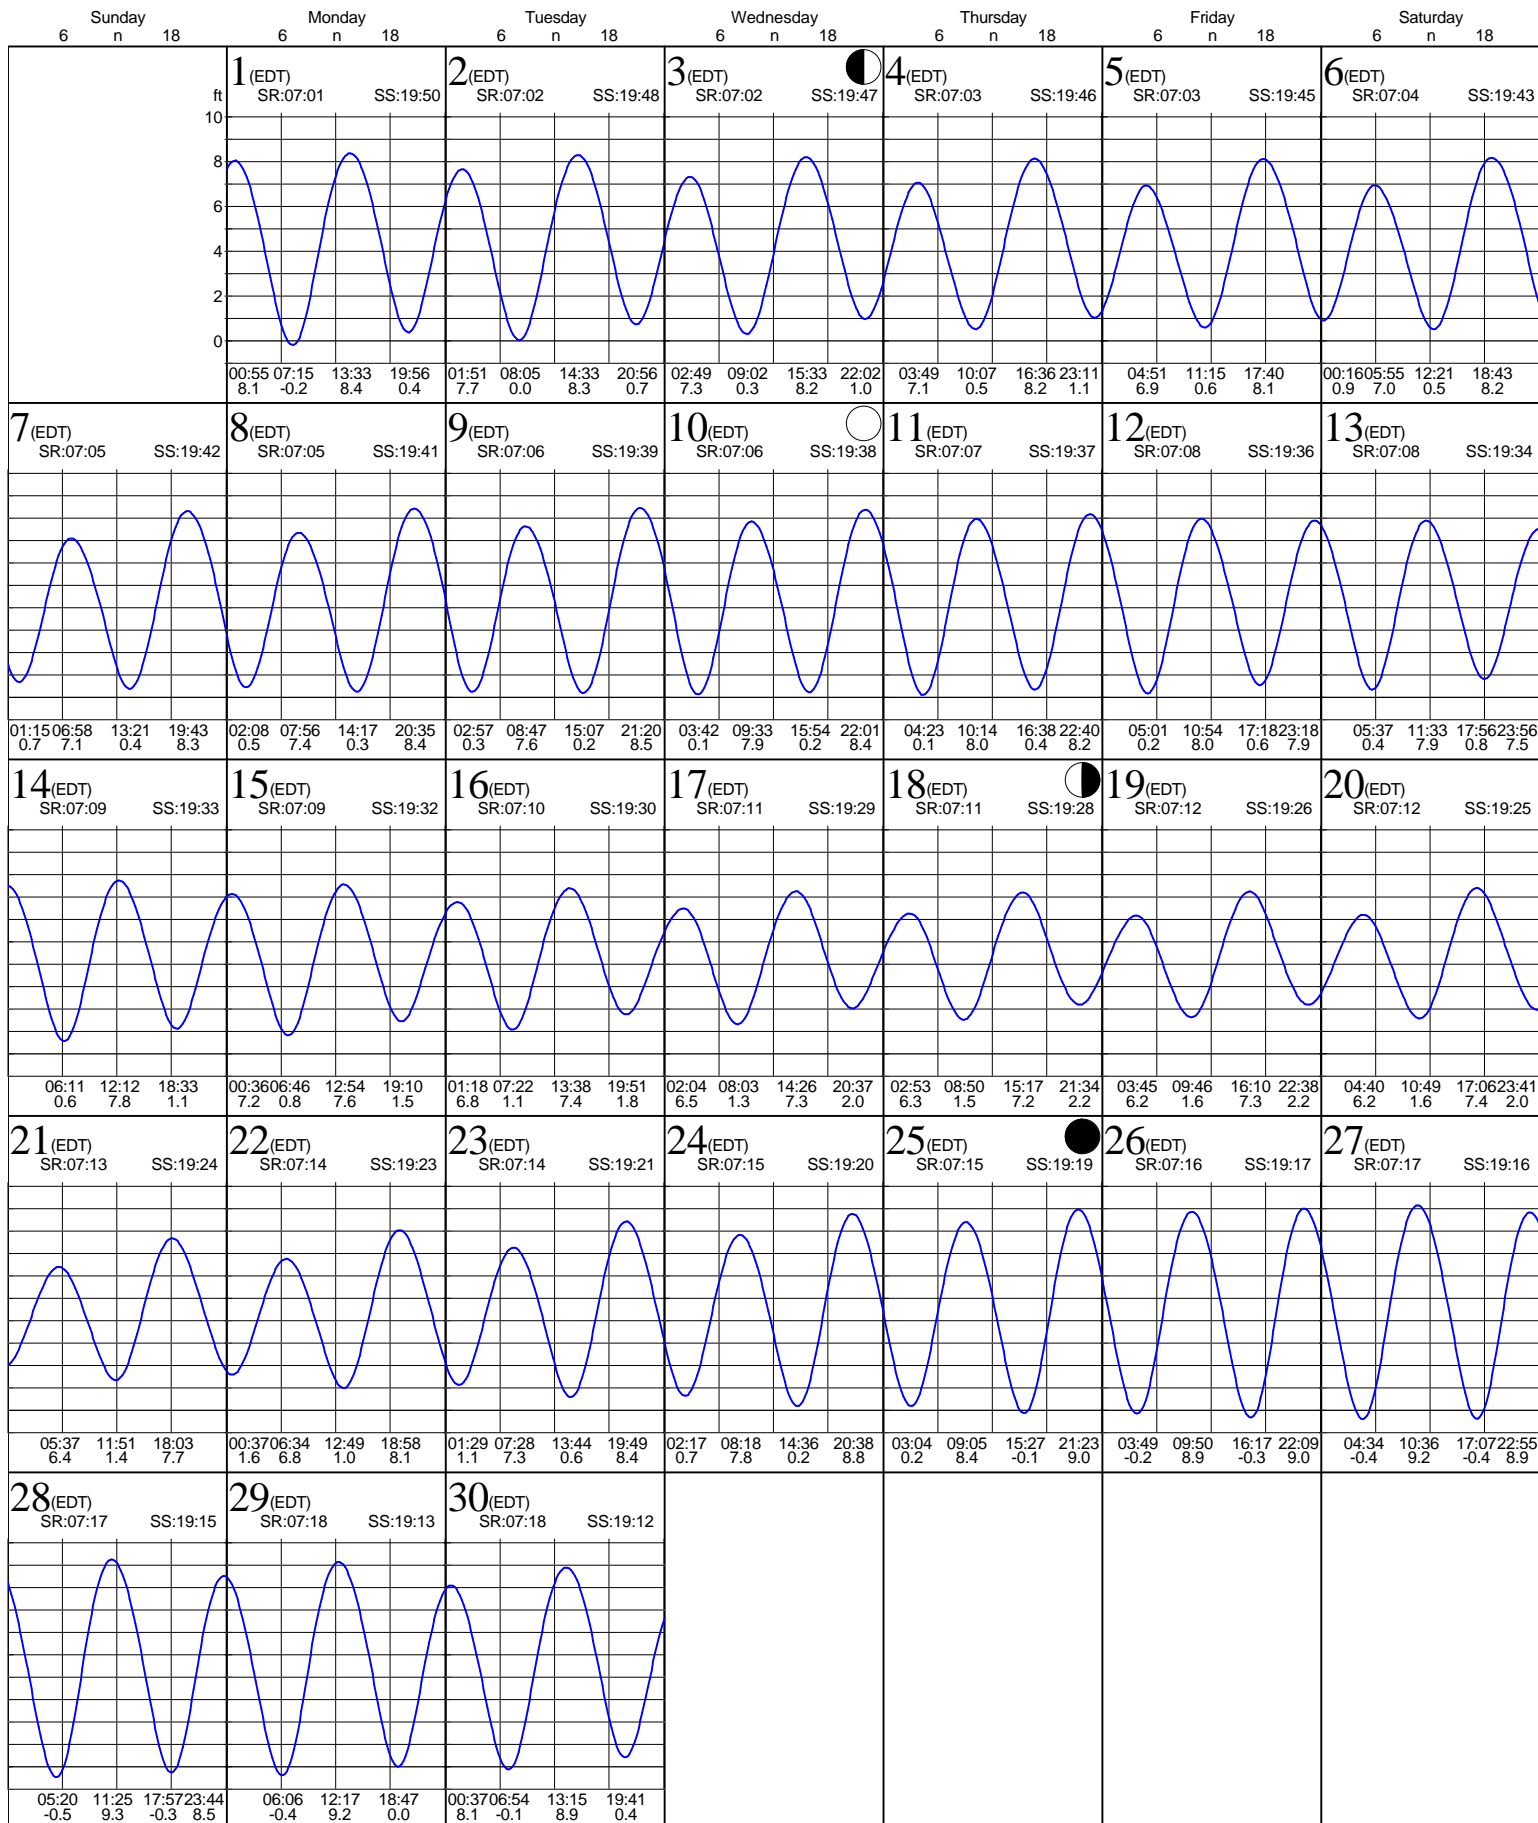 Sunday Monday Tuesday Wednesday Thursday Friday Saturday
6 n 18 6 n 18 6 n 18 6 n 18 6 n 18 6 n 18 6 n 18
1(EDT) 2(EDT) 3(EDT) 4(EDT) 5(EDT) 6(EDT)
ft SR:07:01 SS:19:50 SR:07:02 SS:19:48 SR:07:02 SS:19:47 SR:07:03 SS:19:46 SR:07:03 SS:19:45 SR:07:04 SS:19:43
10
8
6
4
2
0
00:55 07:15 13:33 19:56 01:51 08:05 14:33 20:56 02:49 09:02 15:33 22:02 03:49 10:07 16:36 23:11 04:51 11:15 17:40 00:16 05:55 12:21 18:43
8.1 -0.2 8.4 0.4 7.7 0.0 8.3 0.7 7.3 0.3 8.2 1.0 7.1 0.5 8.2 1.1 6.9 0.6 8.1 0.9 7.0 0.5 8.2
7(EDT) 8(EDT) 9(EDT) 10(EDT) 11(EDT) 12(EDT) 13(EDT)
SR:07:05 SS:19:42 SR:07:05 SS:19:41 SR:07:06 SS:19:39 SR:07:06 SS:19:38 SR:07:07 SS:19:37 SR:07:08 SS:19:36 SR:07:08 SS:19:34
01:15 06:58 13:21 19:43 02:08 07:56 14:17 20:35 02:57 08:47 15:07 21:20 03:42 09:33 15:54 22:01 04:23 10:14 16:38 22:40 05:01 10:54 17:18 23:18 05:37 11:33 17:56 23:56
0.7 7.1 0.4 8.3 0.5 7.4 0.3 8.4 0.3 7.6 0.2 8.5 0.1 7.9 0.2 8.4 0.1 8.0 0.4 8.2 0.2 8.0 0.6 7.9 0.4 7.9 0.8 7.5
14(EDT) 15(EDT) 16(EDT) 17(EDT) 18(EDT) 19(EDT) 20(EDT)
SR:07:09 SS:19:33 SR:07:09 SS:19:32 SR:07:10 SS:19:30 SR:07:11 SS:19:29 SR:07:11 SS:19:28 SR:07:12 SS:19:26 SR:07:12 SS:19:25
06:11 12:12 18:33 00:36 06:46 12:54 19:10 01:18 07:22 13:38 19:51 02:04 08:03 14:26 20:37 02:53 08:50 15:17 21:34 03:45 09:46 16:10 22:38 04:40 10:49 17:06 23:41
0.6 7.8 1.1 7.2 0.8 7.6 1.5 6.8 1.1 7.4 1.8 6.5 1.3 7.3 2.0 6.3 1.5 7.2 2.2 6.2 1.6 7.3 2.2 6.2 1.6 7.4 2.0
21(EDT) 22(EDT) 23(EDT) 24(EDT) 25(EDT) 26(EDT) 27(EDT)
SR:07:13 SS:19:24 SR:07:14 SS:19:23 SR:07:14 SS:19:21 SR:07:15 SS:19:20 SR:07:15 SS:19:19 SR:07:16 SS:19:17 SR:07:17 SS:19:16
05:37 11:51 18:03 00:37 06:34 12:49 18:58 01:29 07:28 13:44 19:49 02:17 08:18 14:36 20:38 03:04 09:05 15:27 21:23 03:49 09:50 16:17 22:09 04:34 10:36 17:07 22:55
6.4 1.4 7.7 1.6 6.8 1.0 8.1 1.1 7.3 0.6 8.4 0.7 7.8 0.2 8.8 0.2 8.4 -0.1 9.0 -0.2 8.9 -0.3 9.0 -0.4 9.2 -0.4 8.9
28(EDT) 29(EDT) 30(EDT)
SR:07:17 SS:19:15 SR:07:18 SS:19:13 SR:07:18 SS:19:12
05:20 11:25 17:57 23:44 06:06 12:17 18:47 00:37 06:54 13:15 19:41
-0.5 9.3 -0.3 8.5 -0.4 9.2 0.0 8.1 -0.1 8.9 0.4